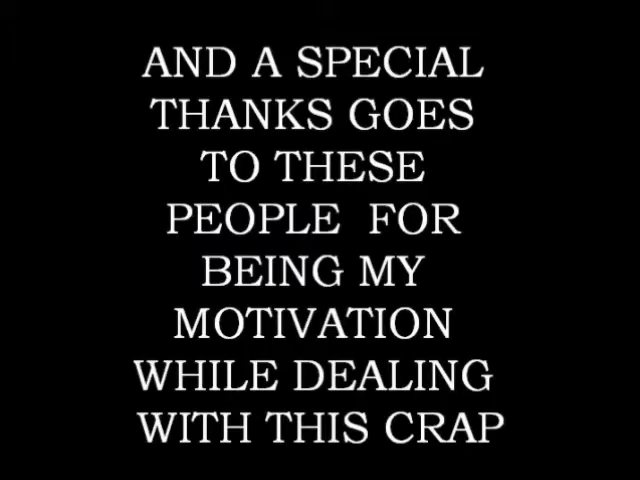 AND A SPECIAL
THANKS GOES
TO THESE
PEOPLE FOR
BEING MY
MOTIVATION
WHILE DEALING
WITH THIS CRAP